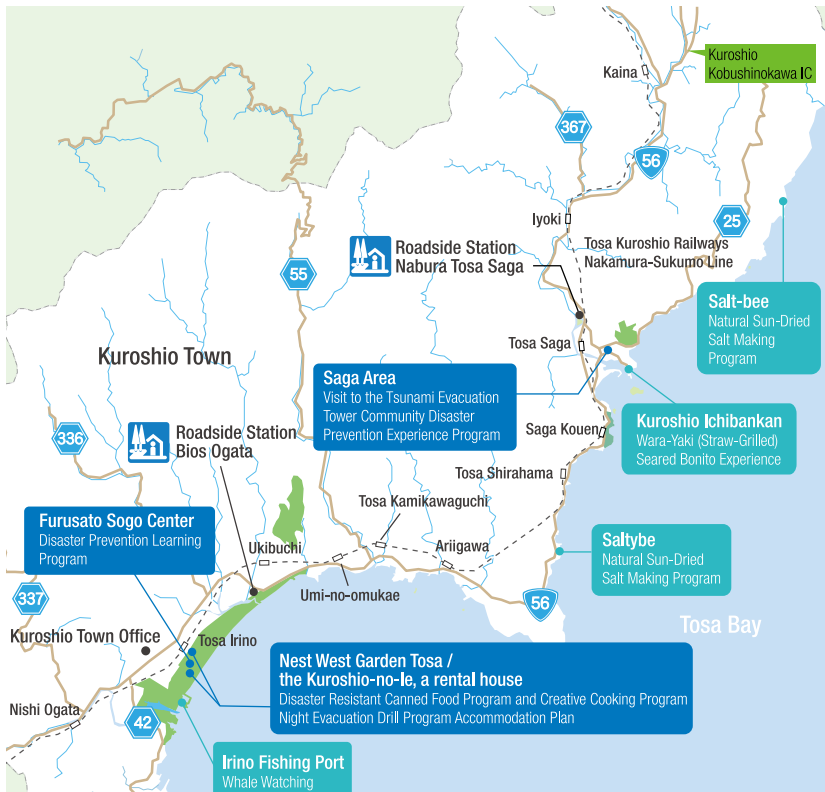 Kuroshio
Kobushinokawa IC
Kaina
367
56
Iyoki
25
Roadside Station
Nabura Tosa Saga
Tosa Kuroshio Railways
Nakamura-Sukumo Line
55
Salt-bee
Natural Sun-Dried
Salt Making
Program
Tosa Saga
Kuroshio Town
Saga Area
Visit to the Tsunami Evacuation
Tower Community Disaster
Prevention Experience Program
Kuroshio Ichibankan
Wara-Yaki (Straw-Grilled)
Seared Bonito Experience
336
Roadside Station
Bios Ogata
Saga Kouen
Tosa Shirahama
Tosa Kamikawaguchi
Furusato Sogo Center
Disaster Prevention Learning
Program
Ukibuchi
Ariigawa
Saltybe
Natural Sun-Dried
Salt Making Program
Umi-no-omukae
337
56
Tosa Bay
Kuroshio Town Office
Tosa Irino
Nest West Garden Tosa /
the Kuroshio-no-Ie, a rental house
Disaster Resistant Canned Food Program and Creative Cooking Program
Night Evacuation Drill Program Accommodation Plan
Nishi Ogata
42
Irino Fishing Port
Whale Watching